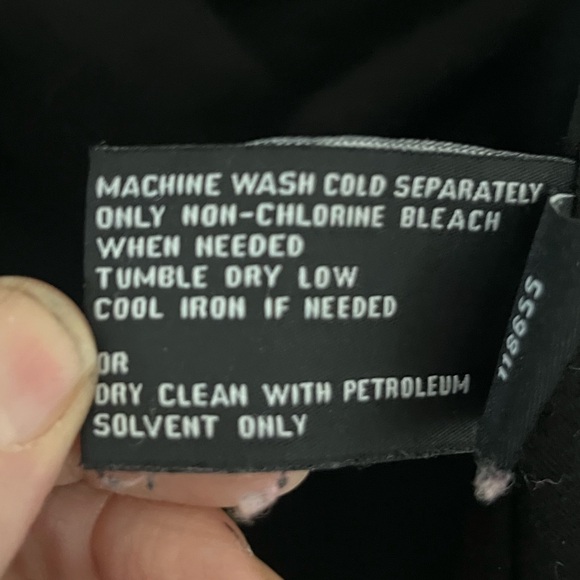 MACHINE WASH COLD SEPARATELY
ONLY NON-CHLORINE BLEACH
WHEN NEEDED
TUMBLE DRY LOW
COOL IRON IF NEEDED
OR
DRY CLEAN WITH PETROLEUM
SOLVENT ONLY
118655